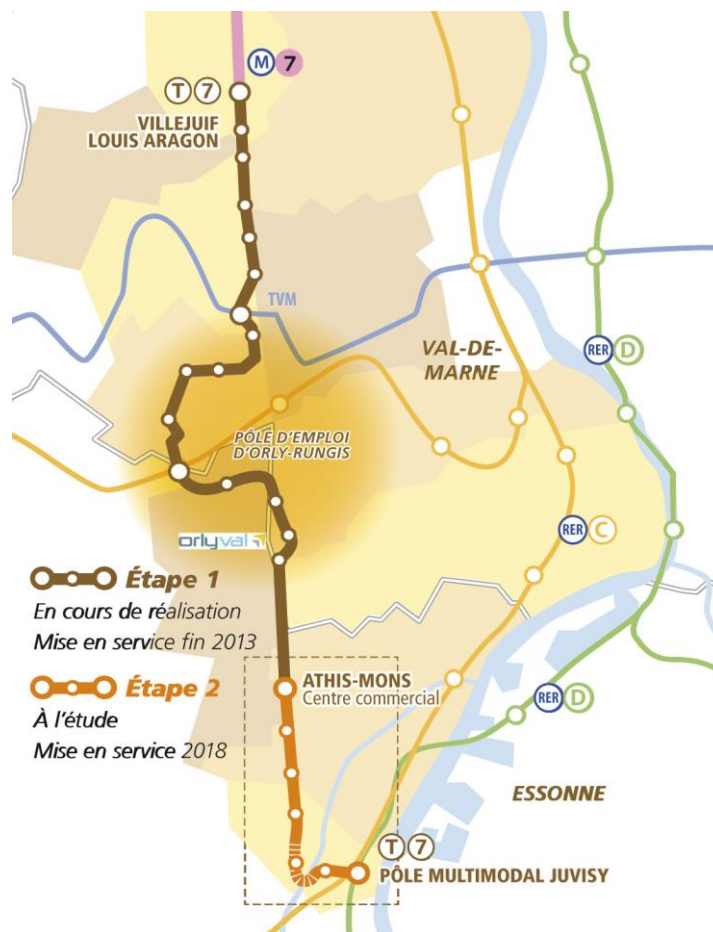 M 7
T 7
VILLEJUIF
LOUIS ARAGON
TVM
VAL-DE-
MARNE
RER D
PÔLE D'EMPLOI
D'ORLY-RUNGIS
orlyval
RER C
Étape 1
En cours de réalisation
Mise en service fin 2013
Étape 2
À l'étude
Mise en service 2018
ATHIS-MONS
Centre commercial
RER D
ESSONNE
T 7
PÔLE MULTIMODAL JUVISY